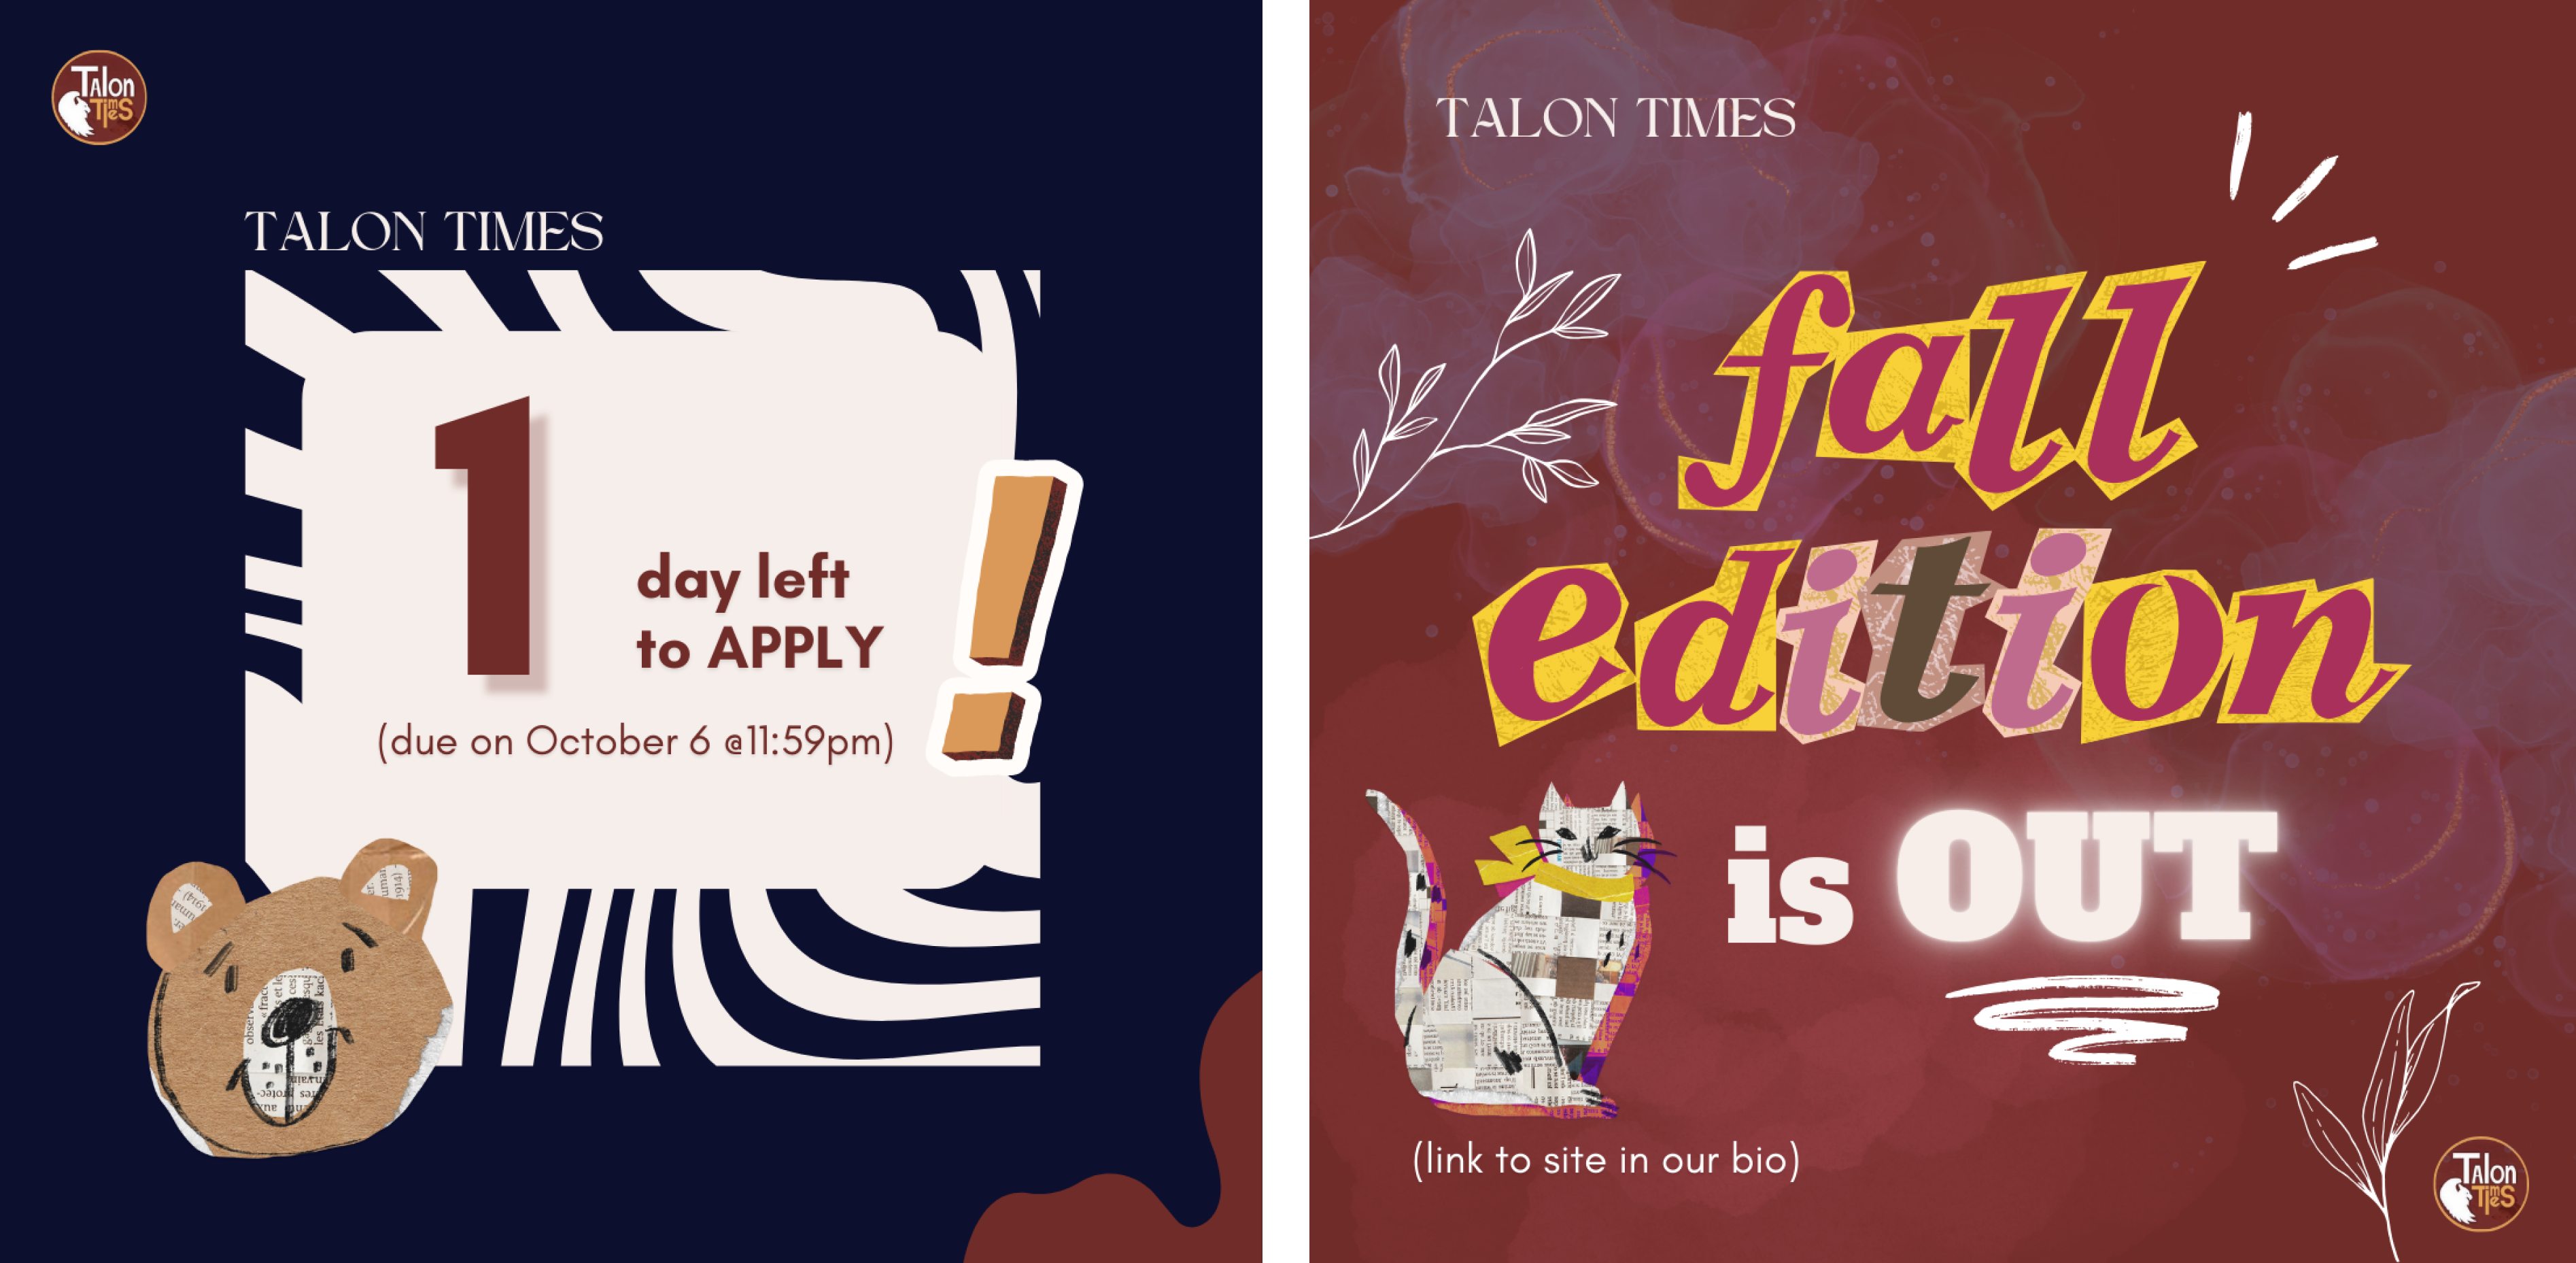 Talon
Times
TALON TIMES
1
day left
to APPLY
!
(due on October 6 @11:59pm)
TALON TIMES
fall
edition
is OUT
(link to site in our bio)
Talon
Times